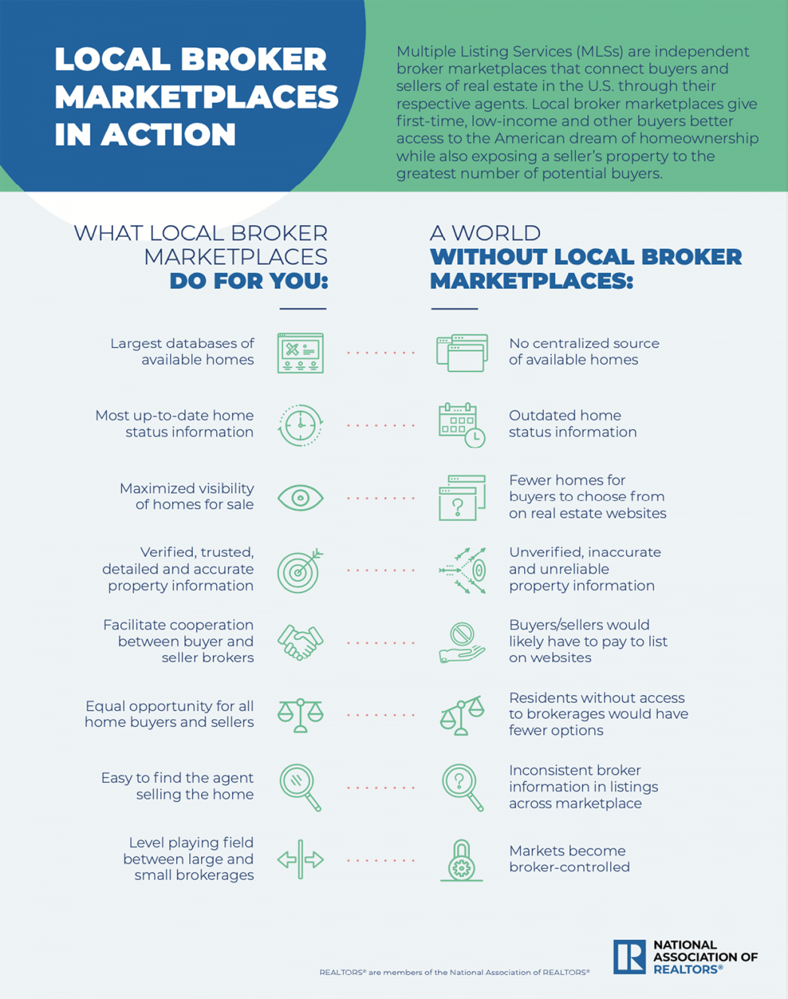 LOCAL BROKER
MARKETPLACES
IN ACTION
Multiple Listing Services (MLSs) are independent
broker marketplaces that connect buyers and
sellers of real estate in the U.S. through their
respective agents. Local broker marketplaces give
first-time, low-income and other buyers better
access to the American dream of homeownership
while also exposing a seller's property to the
greatest number of potential buyers.
WHAT LOCAL BROKER
MARKETPLACES
DO FOR YOU:
A WORLD
WITHOUT LOCAL BROKER
MARKETPLACES:
Largest databases of
available homes
No centralized source
of available homes
Most up-to-date home
status information
Outdated home
status information
Maximized visibility
of homes for sale
Fewer homes for
buyers to choose from
on real estate websites
Verified, trusted,
detailed and accurate
property information
Unverified, inaccurate
and unreliable
property information
Facilitate cooperation
between buyer and
seller brokers
Buyers/sellers would
likely have to pay to list
on websites
Equal opportunity for all
home buyers and sellers
Residents without access
to brokerages would have
fewer options
Easy to find the agent
selling the home
Inconsistent broker
information in listings
across marketplace
Level playing field
between large and
small brokerages
Markets become
broker-controlled
REALTORS® are members of the National Association of REALTORS®
NATIONAL
ASSOCIATION OF
REALTORS®